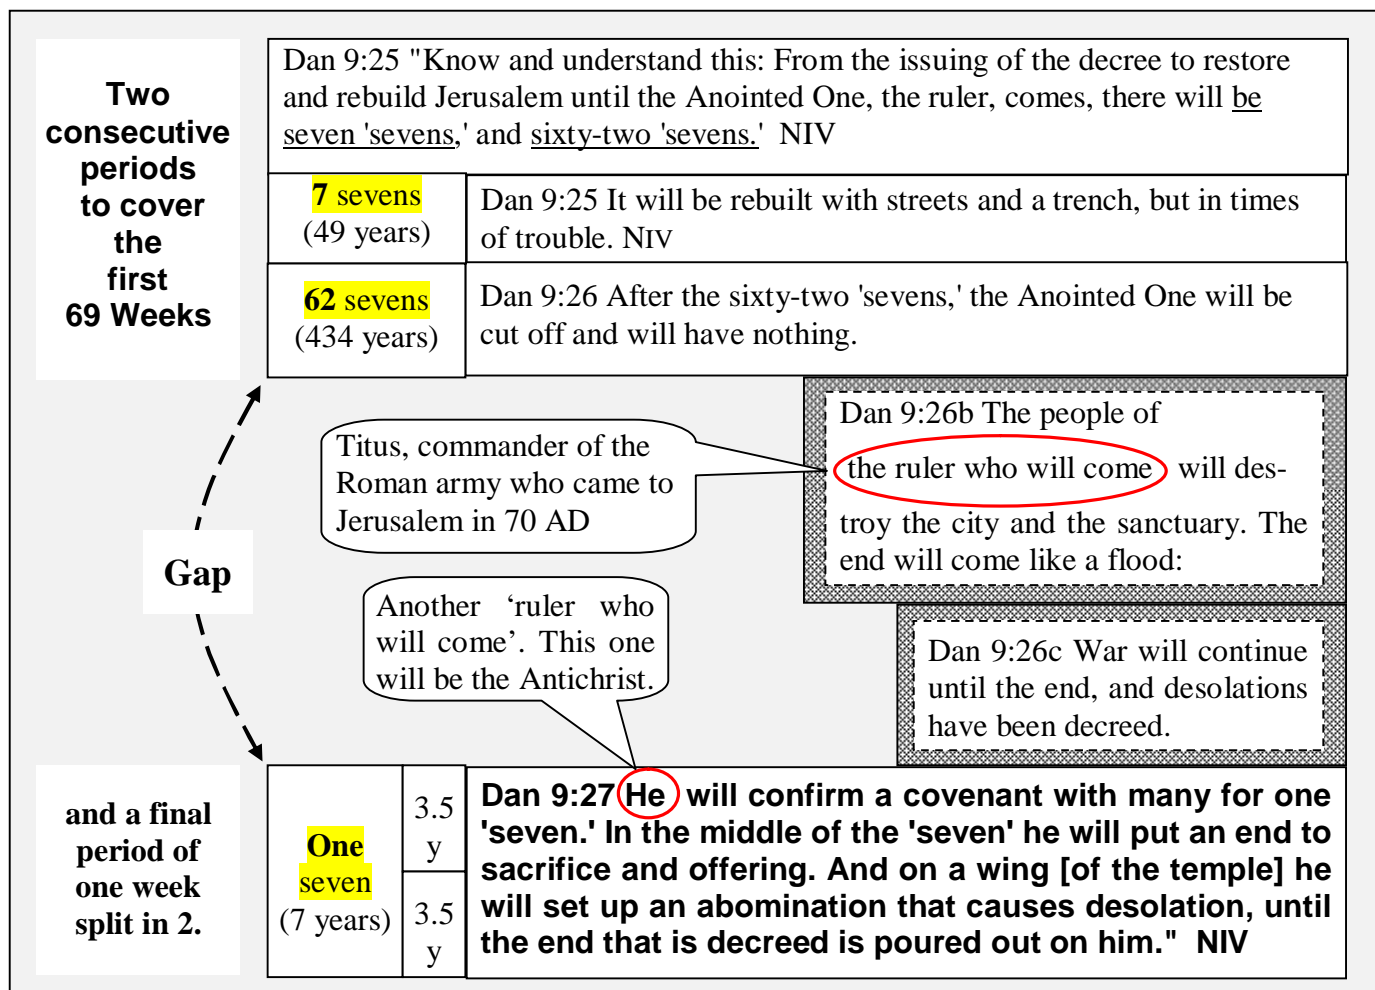 Two
consecutive
periods
to cover
the
first
69 Weeks
Dan 9:25 "Know and understand this: From the issuing of the decree to restore
and rebuild Jerusalem until the Anointed One, the ruler, comes, there will be
seven 'sevens,' and sixty-two 'sevens.' NIV
7 sevens
(49 years)
Dan 9:25 It will be rebuilt with streets and a trench, but in times
of trouble. NIV
62 sevens
(434 years)
Dan 9:26 After the sixty-two 'sevens,' the Anointed One will be
cut off and will have nothing.
Dan 9:26b The people of
the ruler who will come will des-
troy the city and the sanctuary. The
end will come like a flood:
Titus, commander of the
Roman army who came to
Jerusalem in 70 AD
Gap
Another ‘ruler who
will come’. This one
will be the Antichrist.
Dan 9:26c War will continue
until the end, and desolations
have been decreed.
and a final
period of
one week
split in 2.
One
seven
(7 years)
3.5
y
3.5
y
Dan 9:27 He will confirm a covenant with many for one
'seven.' In the middle of the 'seven' he will put an end to
sacrifice and offering. And on a wing [of the temple] he
will set up an abomination that causes desolation, until
the end that is decreed is poured out on him." NIV